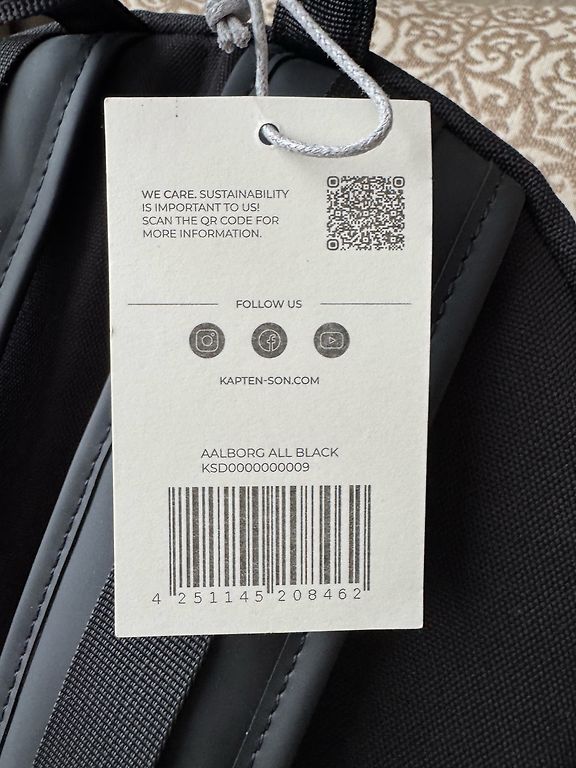 WE CARE. SUSTAINABILITY
IS IMPORTANT TO US!
SCAN THE QR CODE FOR
MORE INFORMATION.
FOLLOW US
KAPTEN-SON.COM
AALBORG ALL BLACK
KSD0000000009
4 251145 208462